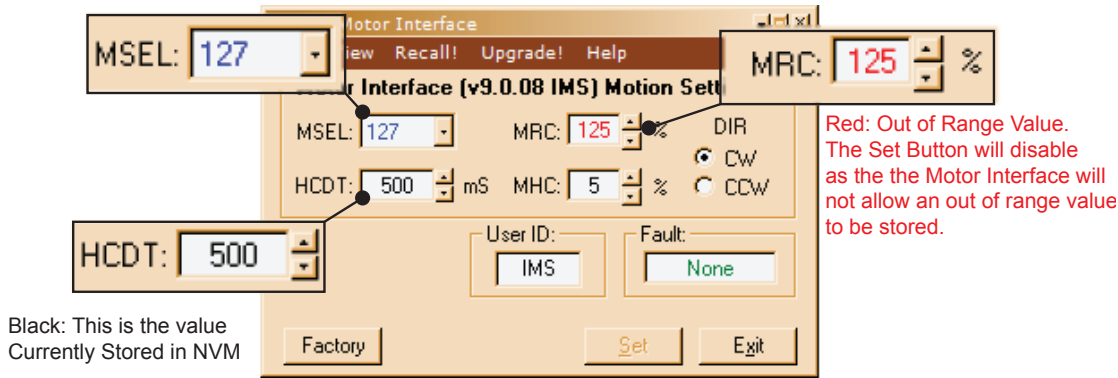 Motor Interface
View Recall! Upgrade! Help
MSEL: 127
MRC: 125 %
Motor Interface (v9.0.08 IMS) Motion Sett
MSEL: 127 MRC: 125 % DIR
CW
HCDT: 500 mS MHC: 5 % CCW
Red: Out of Range Value.
The Set Button will disable
as the the Motor Interface will
not allow an out of range value
to be stored.
HCDT: 500
User ID: Fault:
IMS None
Black: This is the value
Currently Stored in NVM
Factory Set Exit